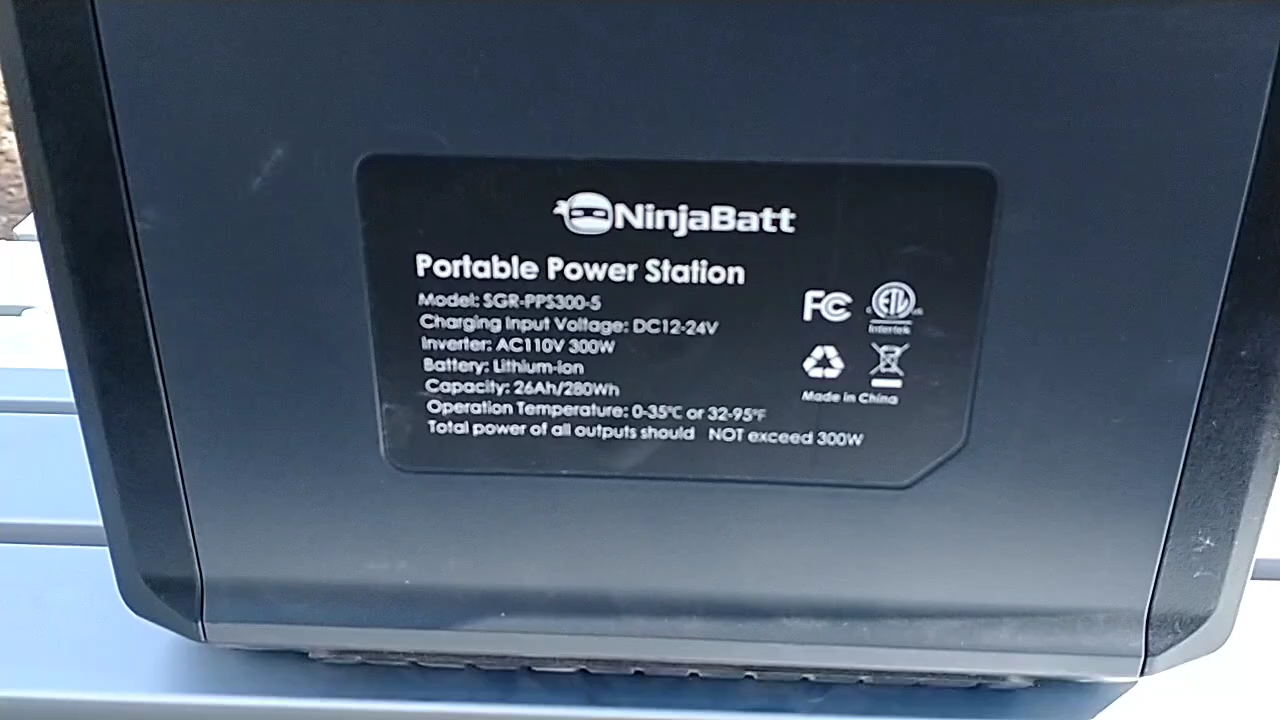 NinjaBatt
Portable Power Station
Model: SGR-PPS300-5
Charging Input Voltage: DC12-24V
Inverter: AC110V 300W
Battery: Lithium-ion
Capacity: 26Ah/280Wh
Operation Temperature: 0-35℃ or 32-95℉
Total power of all outputs should NOT exceed 300W
FC
ETL
Intertek
Made in China